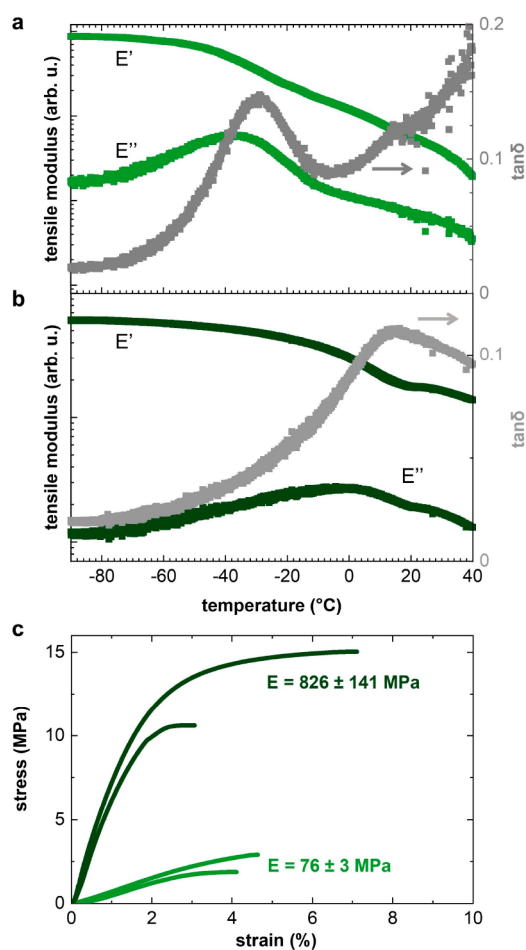 a
E’
E’’
tensile modulus (arb. u.)
0.2
0.1
0
tanδ
b
E’
E’’
tensile modulus (arb. u.)
0.1
0
tanδ
-80 -60 -40 -20 0 20 40
temperature (°C)
c
15
10
5
0
stress (MPa)
E = 826 ± 141 MPa
E = 76 ± 3 MPa
0 2 4 6 8 10
strain (%)